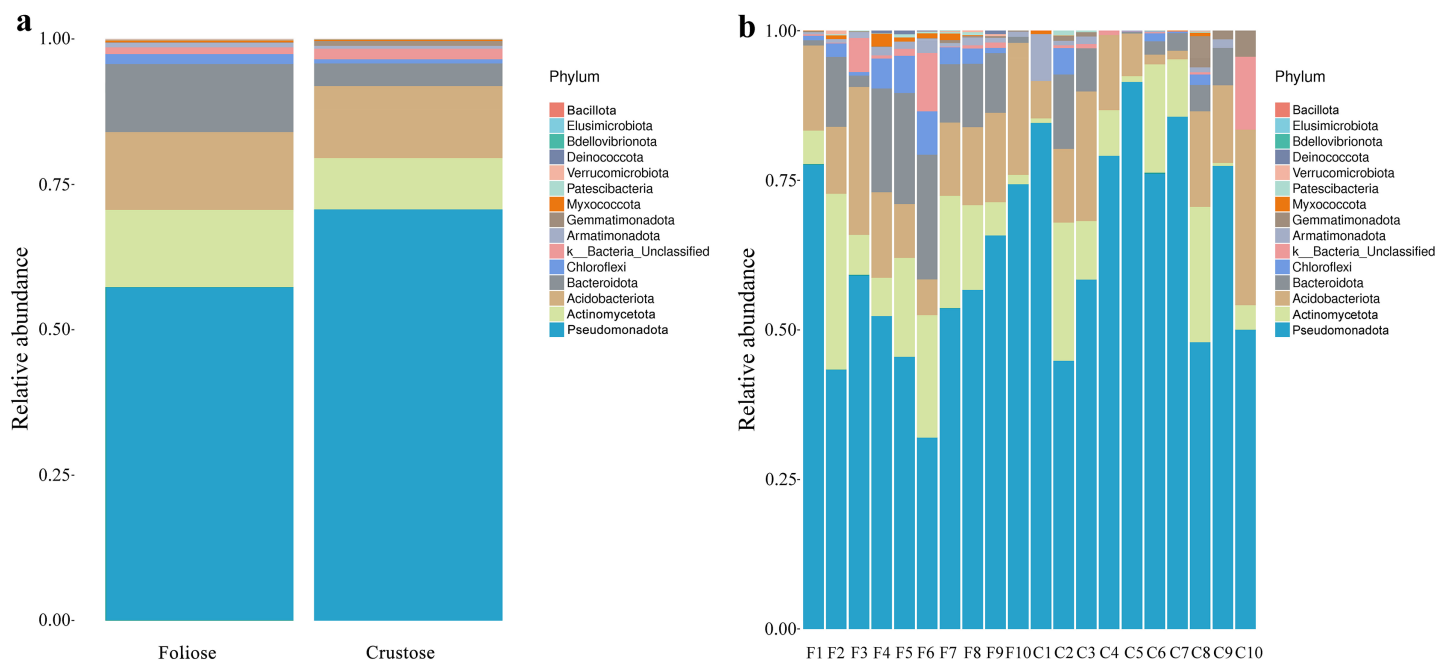 a
Relative abundance
1.00-
0.75-
0.50-
0.25-
0.00-
Foliose Crustose
Phylum
Bacillota
Elusimicrobiota
Bdellovibrionota
Deinococcota
Verrucomicrobiota
Patescibacteria
Myxococcota
Gemmatimonadota
Armatimonadota
k__Bacteria_Unclassified
Chloroflexi
Bacteroidota
Acidobacteriota
Actinomycetota
Pseudomonadota
b
Relative abundance
1.00-
0.75-
0.50-
0.25-
0.00-
F1 F2 F3 F4 F5 F6 F7 F8 F9 F10 C1 C2 C3 C4 C5 C6 C7 C8 C9 C10
Phylum
Bacillota
Elusimicrobiota
Bdellovibrionota
Deinococcota
Verrucomicrobiota
Patescibacteria
Myxococcota
Gemmatimonadota
Armatimonadota
k__Bacteria_Unclassified
Chloroflexi
Bacteroidota
Acidobacteriota
Actinomycetota
Pseudomonadota